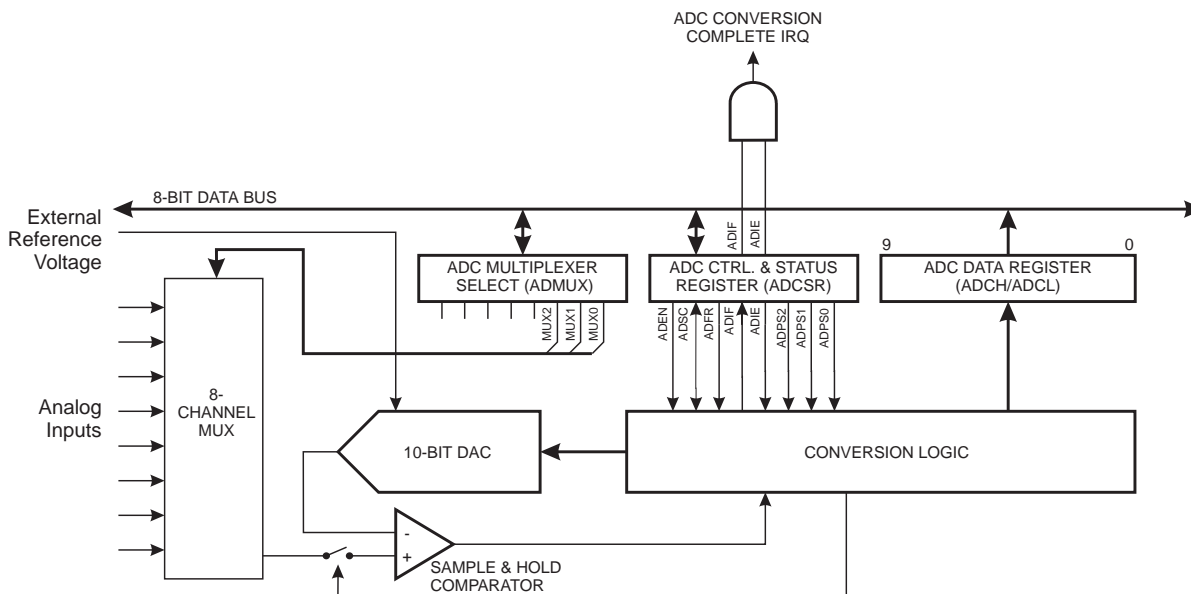 ADC CONVERSION
COMPLETE IRQ
8-BIT DATA BUS
External
Reference
Voltage
ADIF
ADIE
9
0
ADC MULTIPLEXER
SELECT (ADMUX)
ADC CTRL. & STATUS
REGISTER (ADCSR)
ADC DATA REGISTER
(ADCH/ADCL)
MUX2
MUX1
MUX0
ADEN
ADSC
ADFR
ADIF
ADIE
ADPS2
ADPS1
ADPS0
8-
CHANNEL
MUX
Analog
Inputs
10-BIT DAC
CONVERSION LOGIC
-
+
SAMPLE & HOLD
COMPARATOR